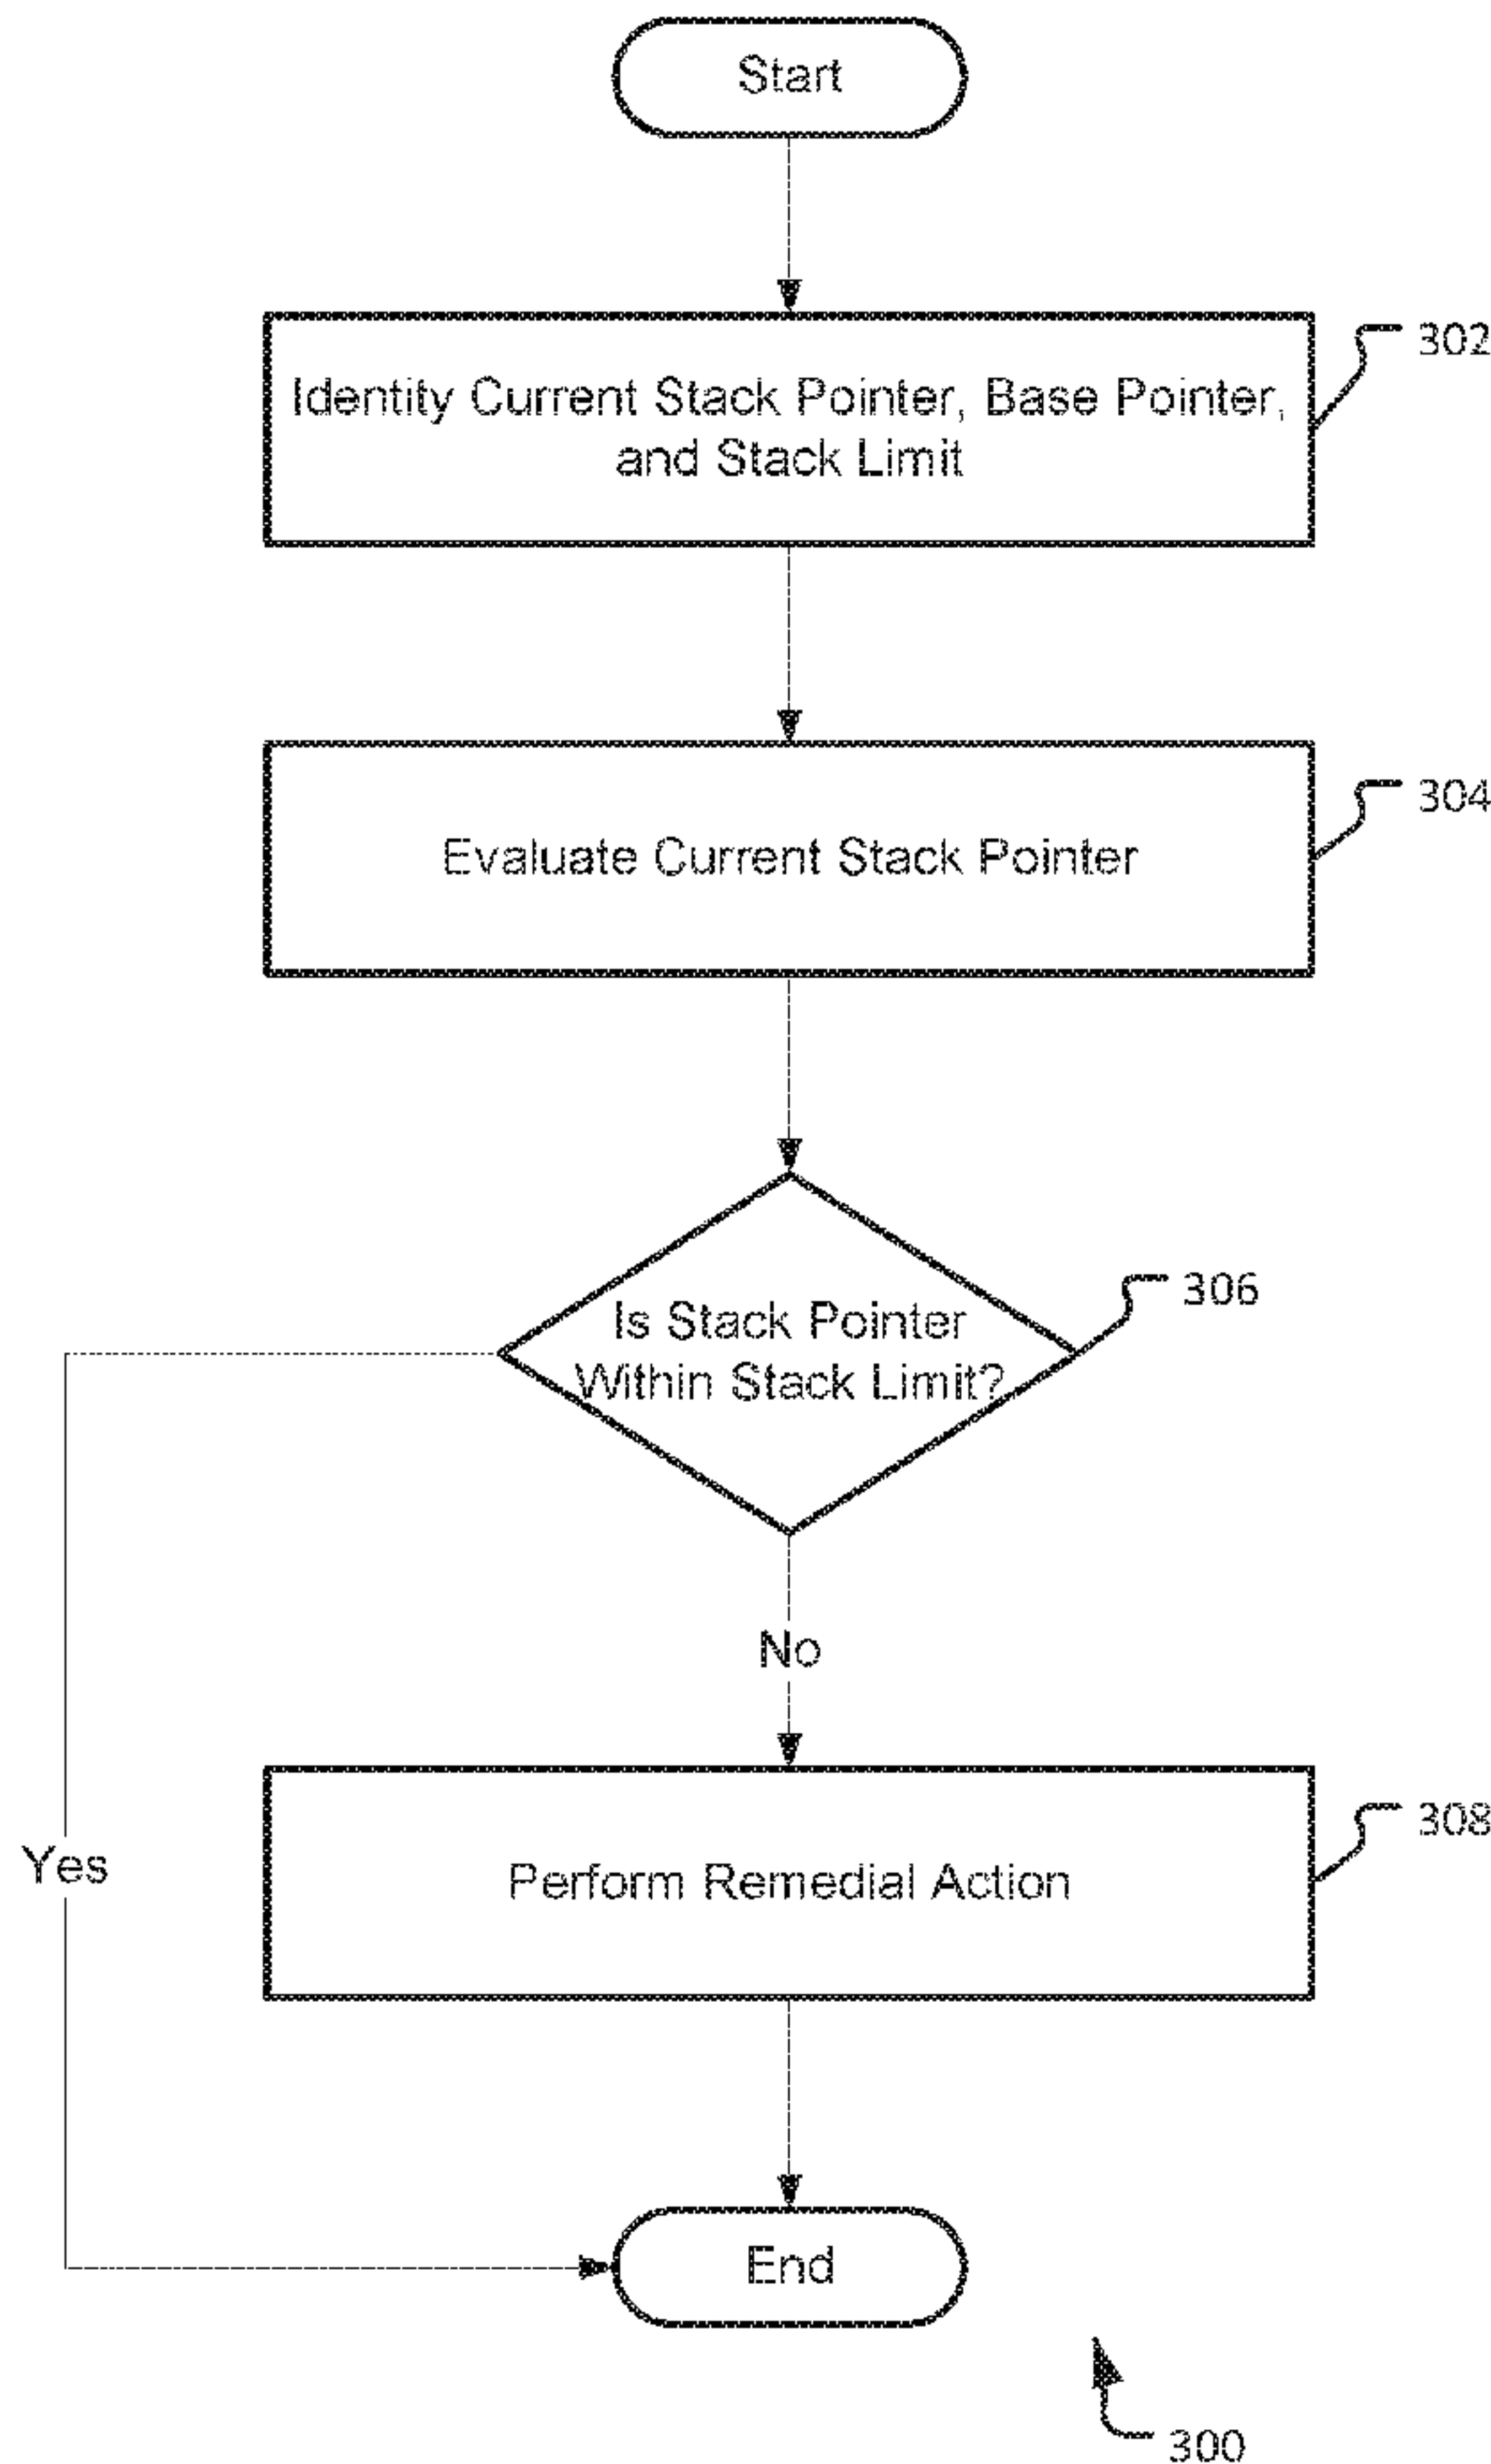 Start
Identity Current Stack Pointer, Base Pointer,
and Stack Limit
302
Evaluate Current Stack Pointer
304
Is Stack Pointer
Within Stack Limit?
306
No
Yes
Perform Remedial Action
308
End
300